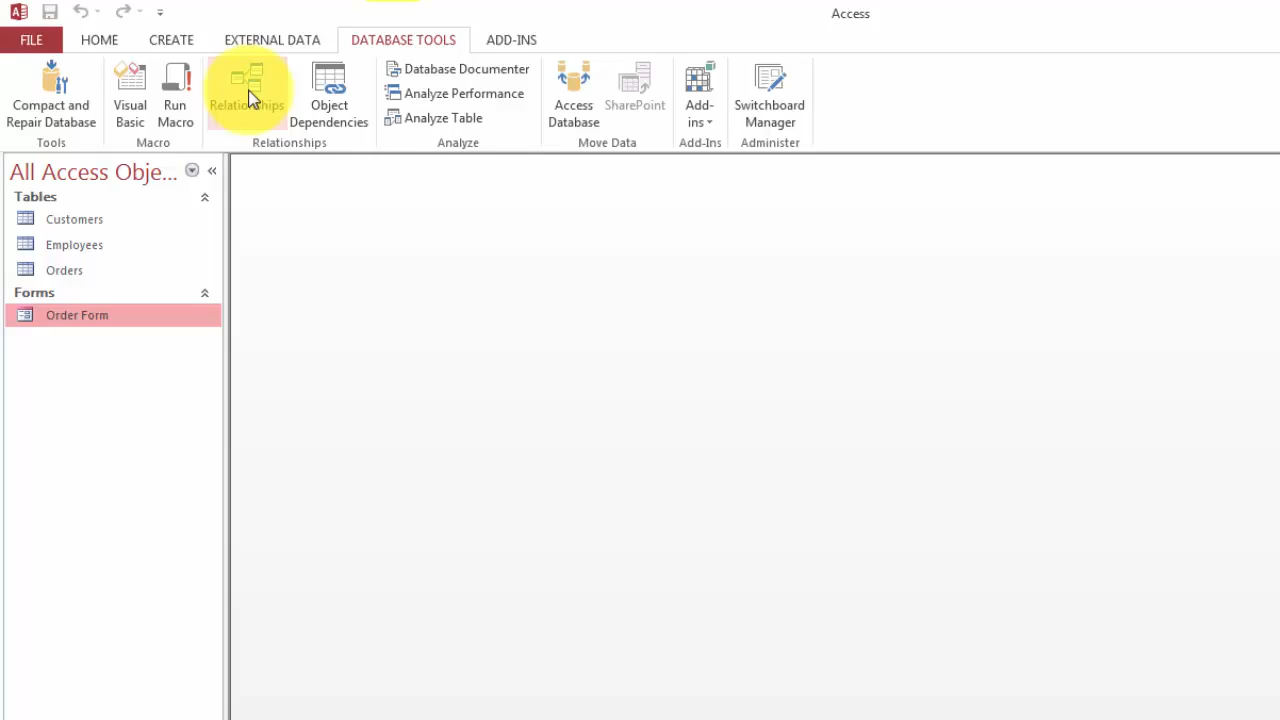 Access
FILE HOME CREATE EXTERNAL DATA DATABASE TOOLS ADD-INS
Compact and
Repair Database
Tools
Visual
Basic
Run
Macro
Macro
Relationships
Object
Dependencies
Relationships
Database Documenter
Analyze Performance
Analyze Table
Analyze
Access
Database
SharePoint
Move Data
Add-
ins
Add-Ins
Switchboard
Manager
Administer
All Access Obje...
Tables
Customers
Employees
Orders
Forms
Order Form